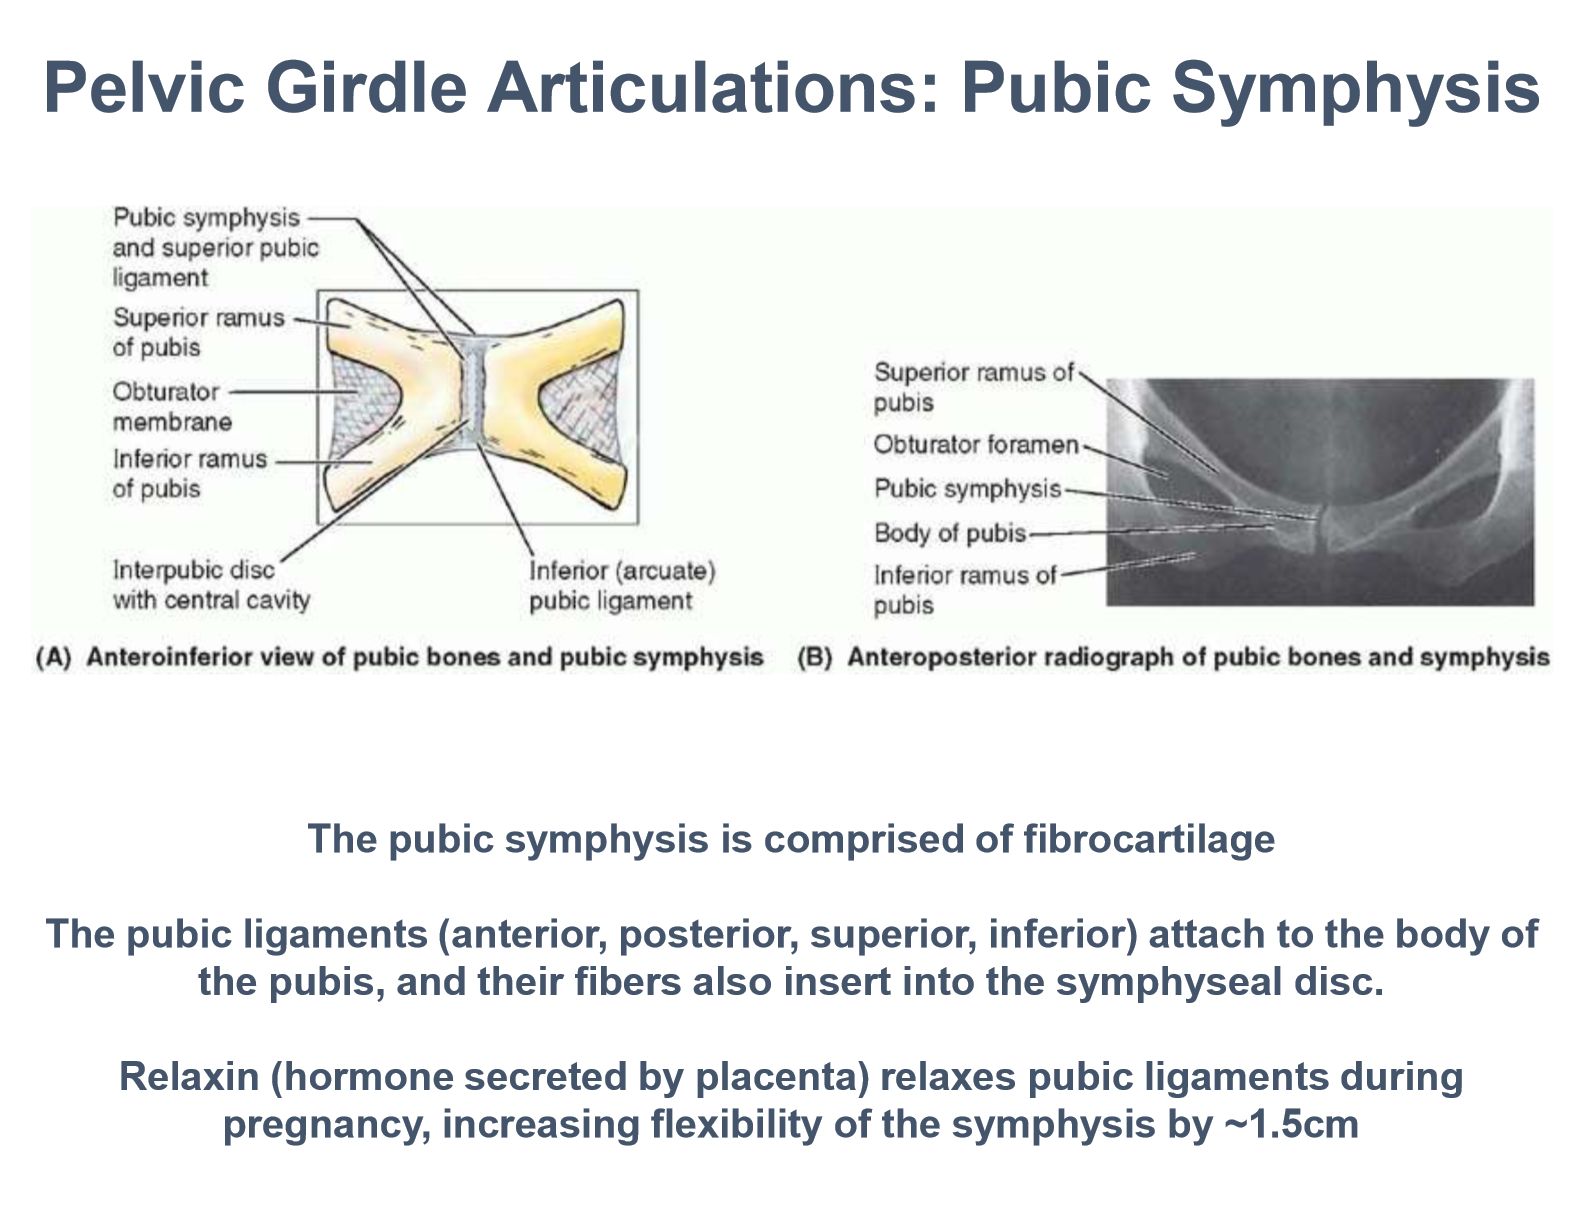 Pelvic Girdle Articulations: Pubic Symphysis
Pubic symphysis
and superior pubic
ligament
Superior ramus
of pubis
Obturator
membrane
Inferior ramus
of pubis
Interpubic disc
with central cavity
Inferior (arcuate)
pubic ligament
(A) Anteroinferior view of pubic bones and pubic symphysis
Superior ramus of
pubis
Obturator foramen
Pubic symphysis
Body of pubis
Inferior ramus of
pubis
(B) Anteroposterior radiograph of pubic bones and symphysis
The pubic symphysis is comprised of fibrocartilage
The pubic ligaments (anterior, posterior, superior, inferior) attach to the body of
the pubis, and their fibers also insert into the symphyseal disc.
Relaxin (hormone secreted by placenta) relaxes pubic ligaments during
pregnancy, increasing flexibility of the symphysis by ~1.5cm